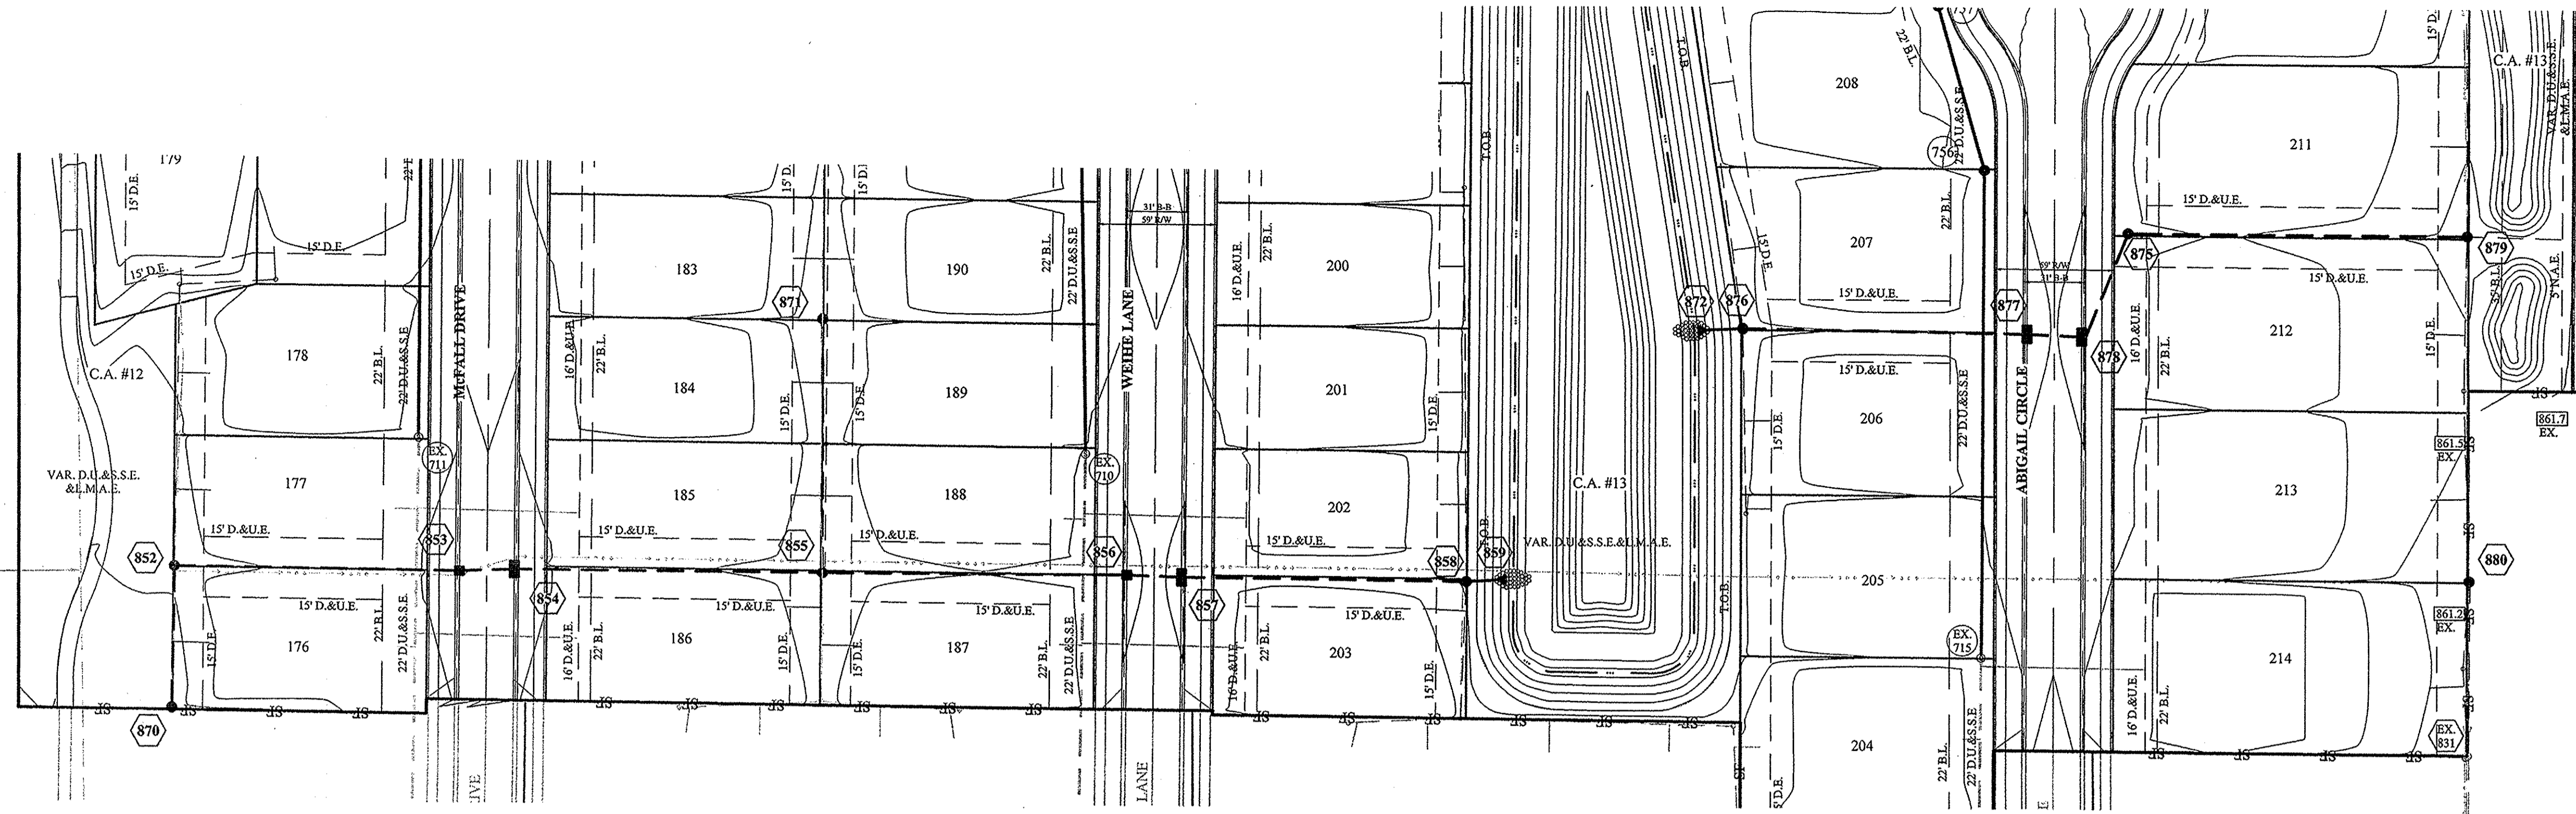 179
15' D.E.
15' D.E.
15' D.E.
178
22' B.L.
22' D.U.&S.S.E
C.A. #12
VAR. D.U.&S.S.E.
&L.M.A.E.
177
15' D.&U.E.
852
853
EX.
711
15' D.&U.E.
176
22' B.L.
22' D.U.&S.S.E
15' D.E.
870
McFALL DRIVE
854
183
184
16' D.&U.E
22' B.L.
185
15' D.&U.E.
15' D.&U.E.
186
16' D.&U.E.
22' B.L.
15' D.E.
15' D.E.
871
855
190
189
15' D.E.
15' D.E.
188
15' D.&U.E.
15' D.&U.E.
187
15' D.E.
22' B.L.
22' D.U.&S.S.E
22' B.L.
22' D.U.&S.S.E
31' B-B
59' R/W
WEIHE LANE
EX.
710
856
857
LANE
200
16' D.&U.E.
22' B.L.
201
15' D.E.
202
15' D.&U.E.
15' D.&U.E.
203
16' D.&U.E.
22' B.L.
15' D.E.
858
859
T.O.B.
T.O.B.
T.O.B.
T.O.B.
C.A. #13
VAR. D.U.&S.S.E.&L.M.A.E.
872
876
15' D.E.
208
22' B.L.
737
756
22' D.U.&S.S.E
207
22' B.L.
15' D.&U.E.
15' D.&U.E.
206
15' D.E.
22' D.U.&S.S.E
205
EX.
715
204
22' B.L.
22' D.U.&S.S.E
877
59' R/W
31' B-B
ABIGAIL CIRCLE
878
875
211
15' D.&U.E.
15' D.&U.E.
212
16' D.&U.E.
22' B.L.
15' D.E.
213
214
16' D.&U.E.
22' B.L.
879
880
C.A. #13
VAR. D.U.&S.S.E
&L.M.A.E.
35' B.L.
5' N.A.E.
861.7
EX.
861.5
EX.
861.2
EX.
EX.
831
SF